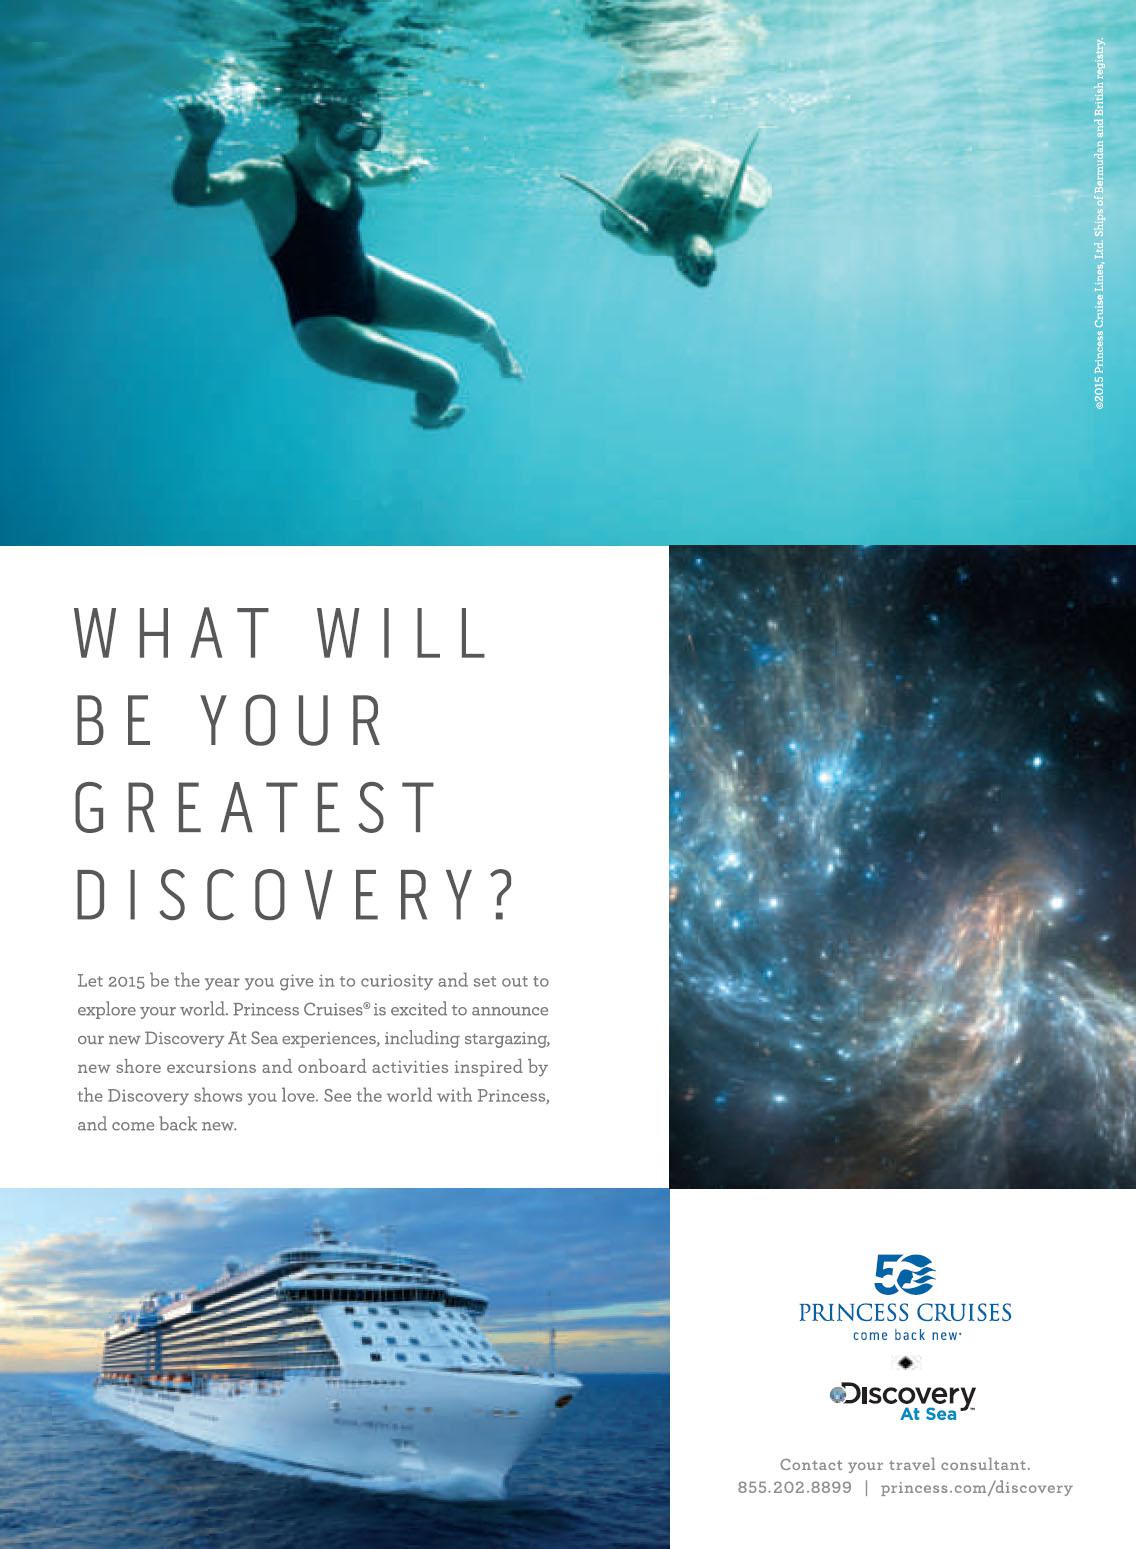 ©2015 Princess Cruise Lines, Ltd. Ships of Bermudan and British registry.
WHAT WILL
BE YOUR
GREATEST
DISCOVERY?
Let 2015 be the year you give in to curiosity and set out to
explore your world. Princess Cruises® is excited to announce
our new Discovery At Sea experiences, including stargazing,
new shore excursions and onboard activities inspired by
the Discovery shows you love. See the world with Princess,
and come back new.
50
PRINCESS CRUISES
come back new
Discovery™
At Sea
Contact your travel consultant.
855.202.8899 | princess.com/discovery